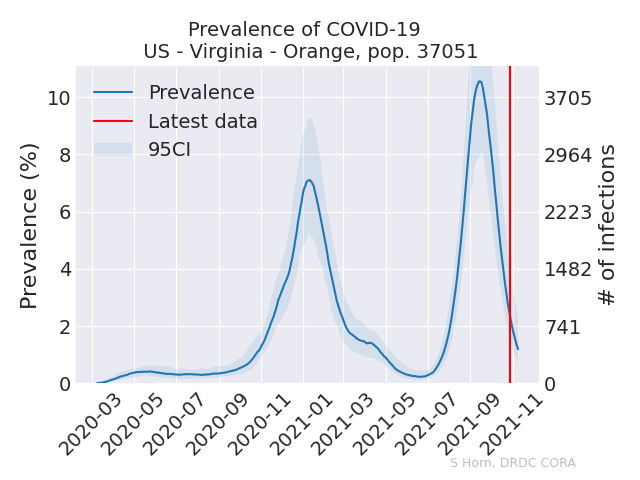 Prevalence of COVID-19
US - Virginia - Orange, pop. 37051
Prevalence
Latest data
95CI
Prevalence (%)
10
8
6
4
2
0
3705
2964
2223
1482
741
0
# of infections
2020-03
2020-05
2020-07
2020-09
2020-11
2021-01
2021-03
2021-05
2021-07
2021-09
2021-11
S Horn, DRDC CORA